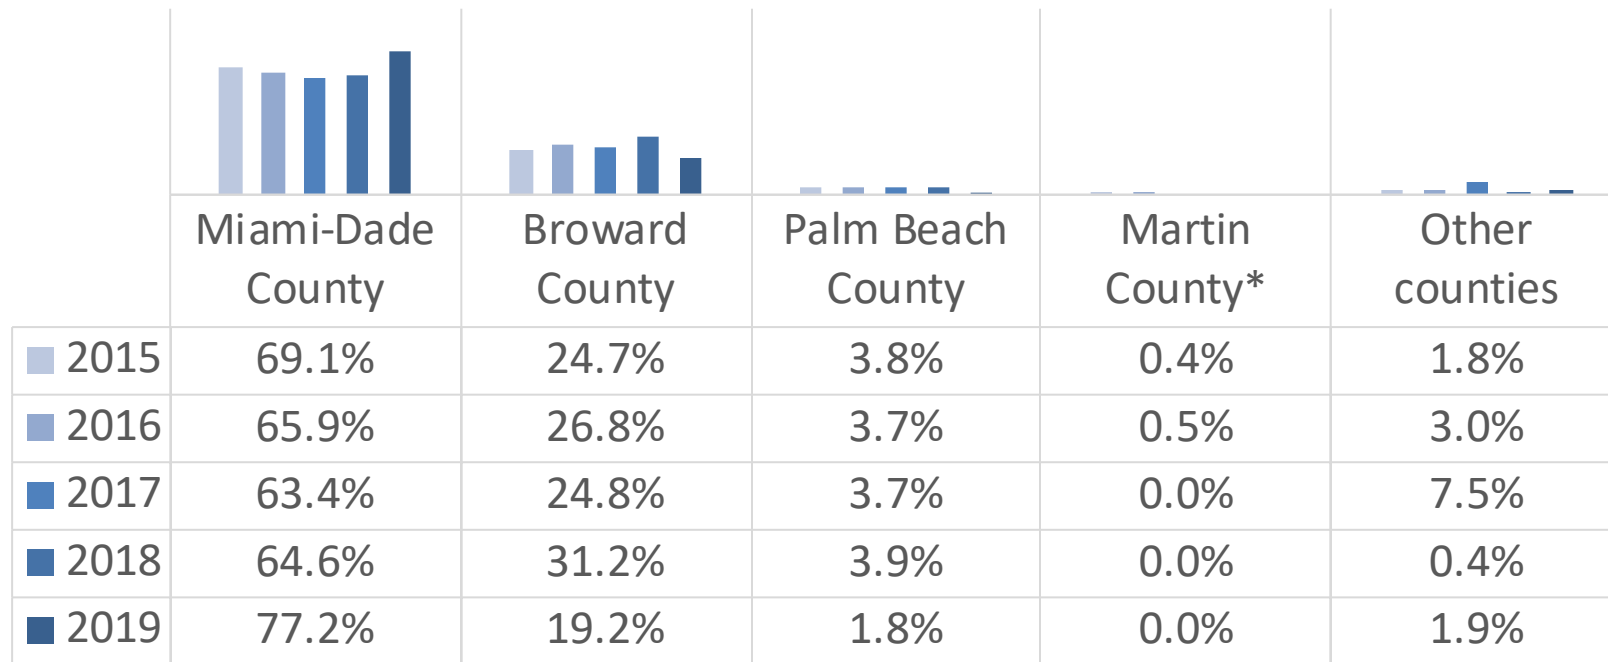 Miami-Dade County Broward County Palm Beach County Martin County* Other counties
2015 69.1% 24.7% 3.8% 0.4% 1.8%
2016 65.9% 26.8% 3.7% 0.5% 3.0%
2017 63.4% 24.8% 3.7% 0.0% 7.5%
2018 64.6% 31.2% 3.9% 0.0% 0.4%
2019 77.2% 19.2% 1.8% 0.0% 1.9%